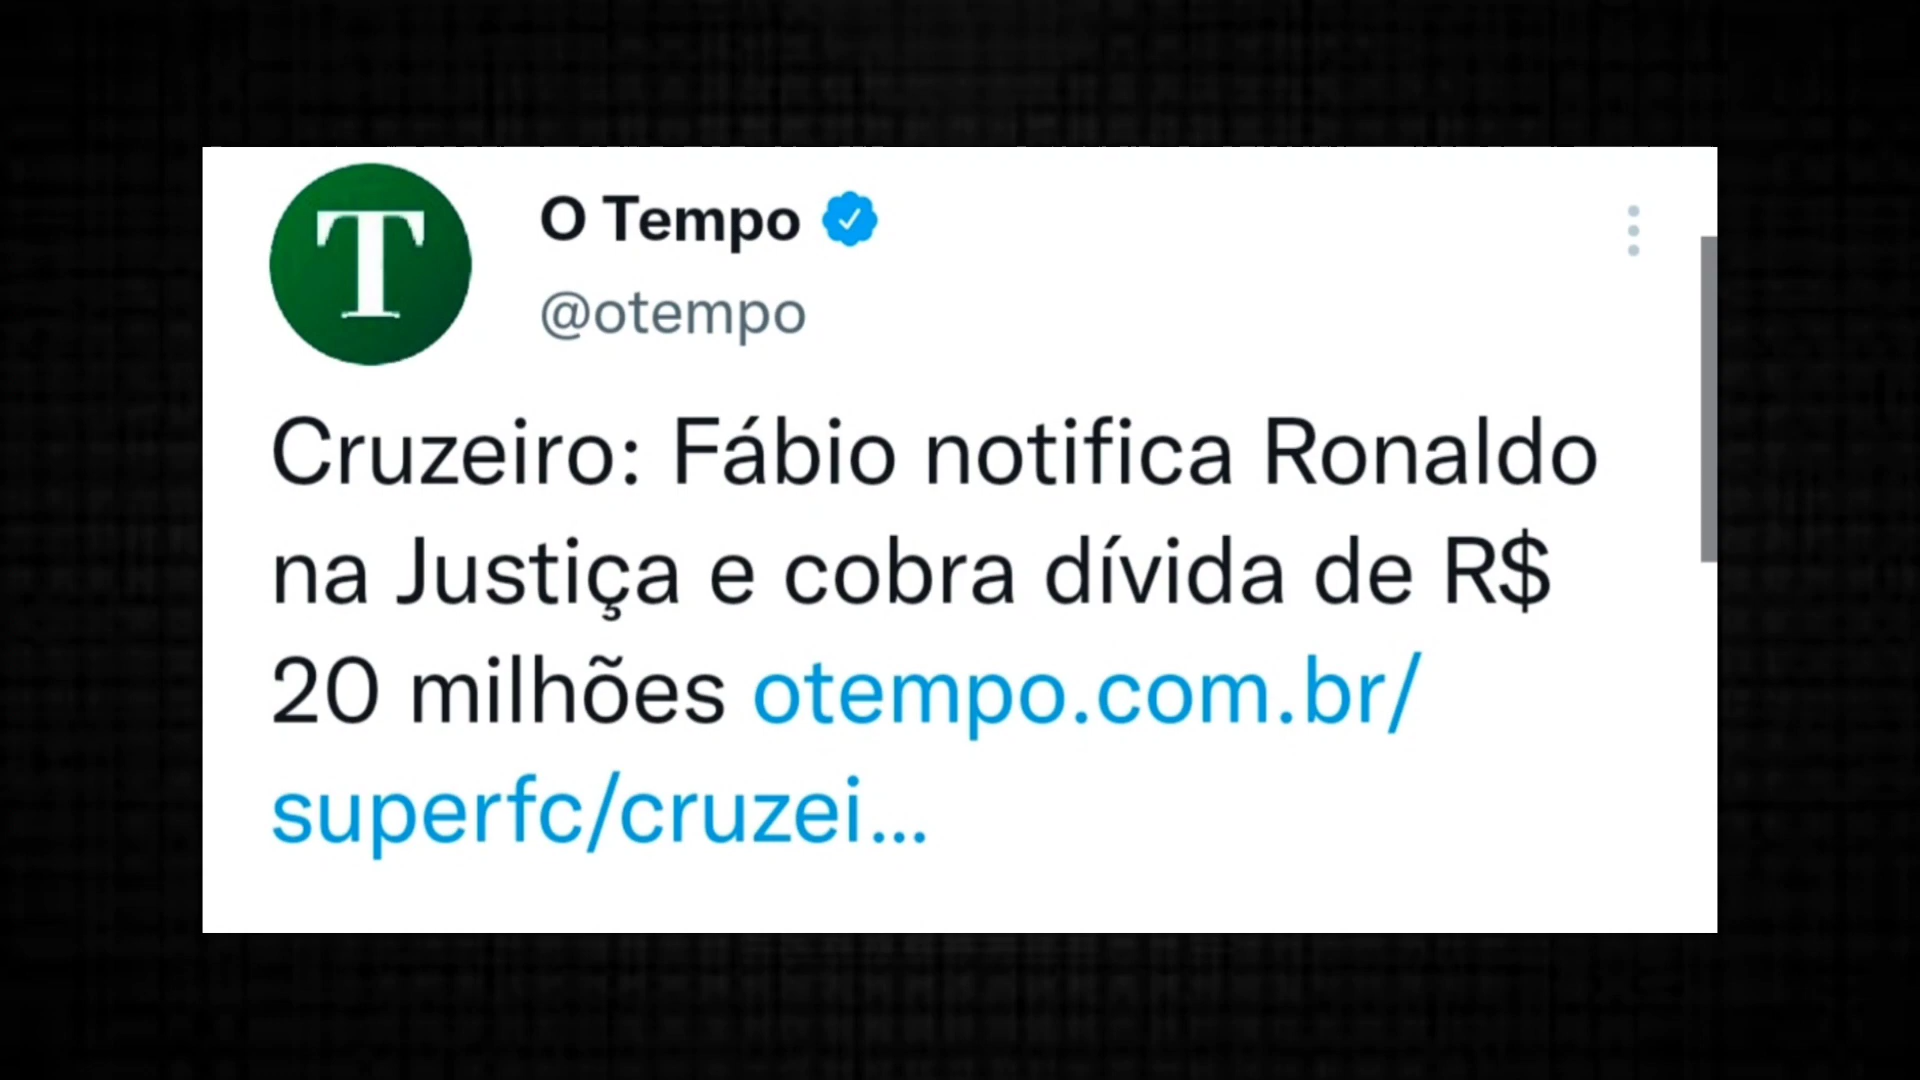 T
O Tempo
@otempo
Cruzeiro: Fábio notifica Ronaldo
na Justiça e cobra dívida de R$
20 milhões otempo.com.br/
superfc/cruzei...